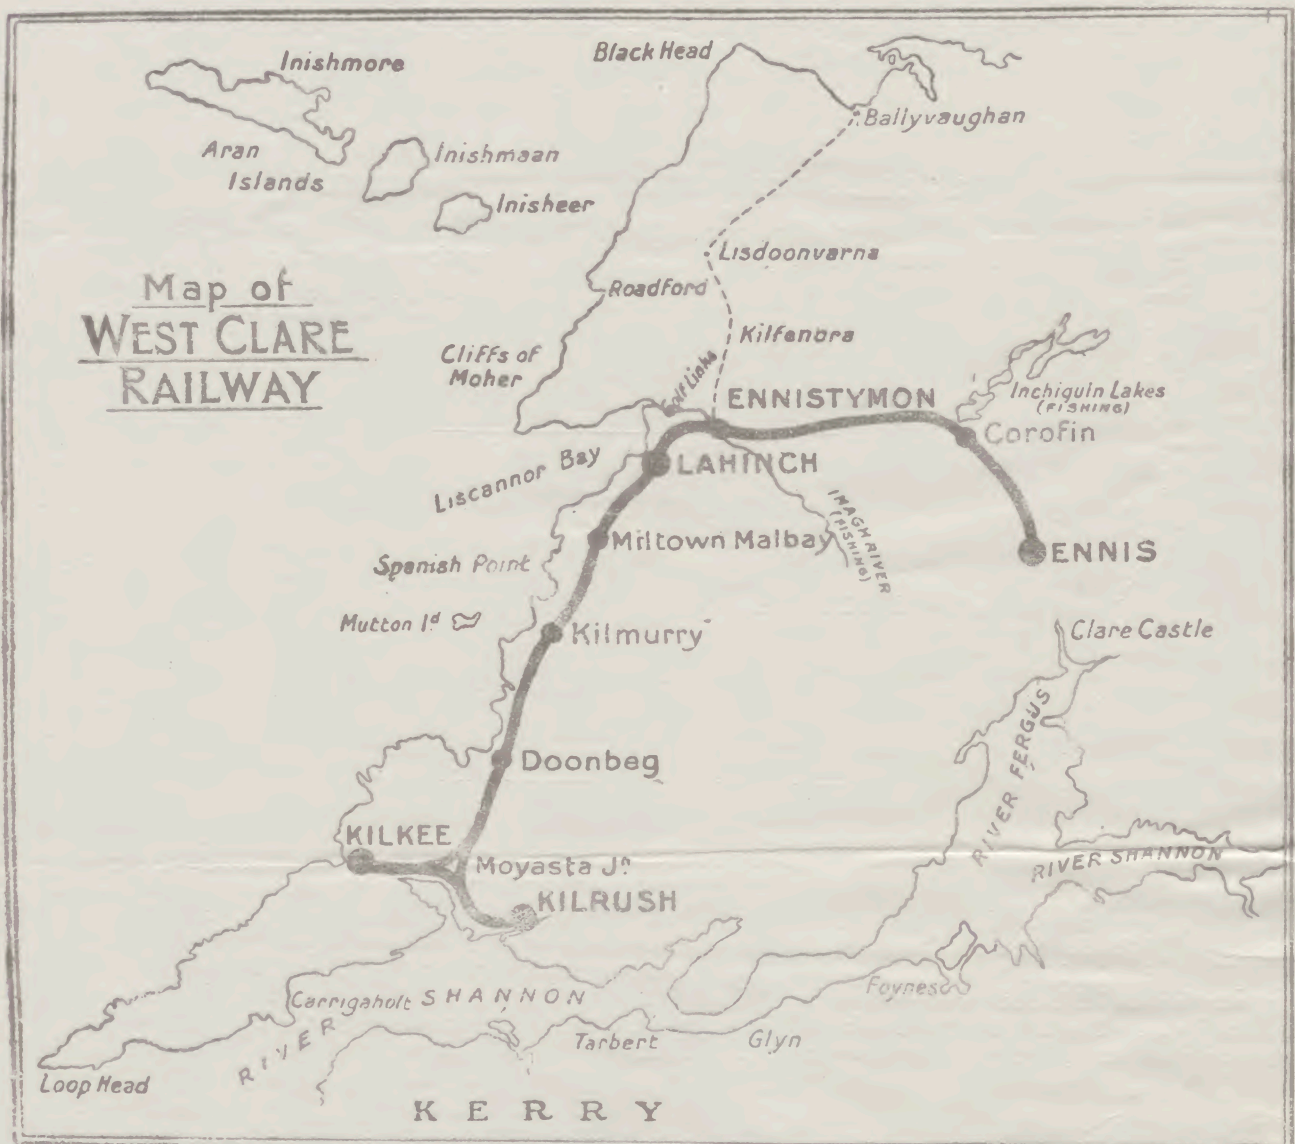 Inishmore
Aran
Islands
Inishmaan
Inisheer
Black Head
Ballyvaughan
Lisdoonvarna
Roadford
Kilfenora
Map of
WEST CLARE
RAILWAY
Cliffs of
Moher
Golf Links
ENNISTYMON
Inchiquin Lakes
(FISHING)
Corofin
Liscannor Bay
LAHINCH
INAGH RIVER
(FISHING)
Miltown Malbay
ENNIS
Spanish Point
Mutton Id
Kilmurry
Clare Castle
RIVER FERGUS
Doonbeg
KILKEE
Moyasta Jn.
RIVER SHANNON
KILRUSH
Carrigaholt
RIVER SHANNON
Foynes
Tarbert
Glyn
Loop Head
KERRY